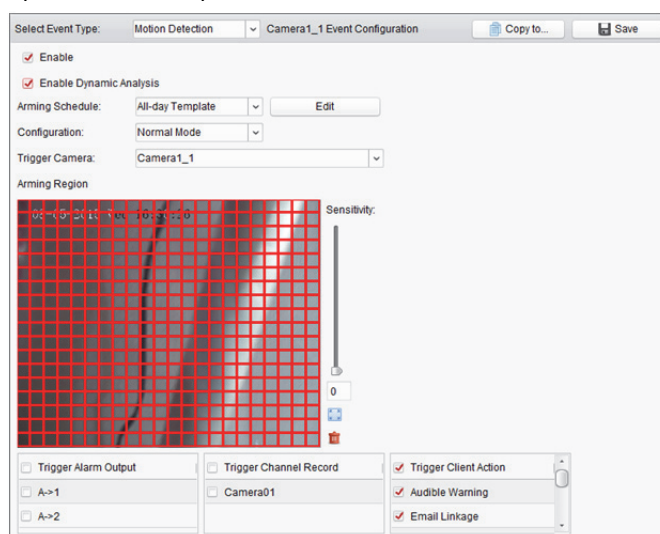 Select Event Type: Motion Detection Camera1_1 Event Configuration Copy to... Save
Enable
Enable Dynamic Analysis
Arming Schedule: All-day Template Edit
Configuration: Normal Mode
Trigger Camera: Camera1_1
Arming Region
Sensitivity:
0
Trigger Alarm Output Trigger Channel Record Trigger Client Action
A->1 Camera01 Audible Warning
A->2 Email Linkage